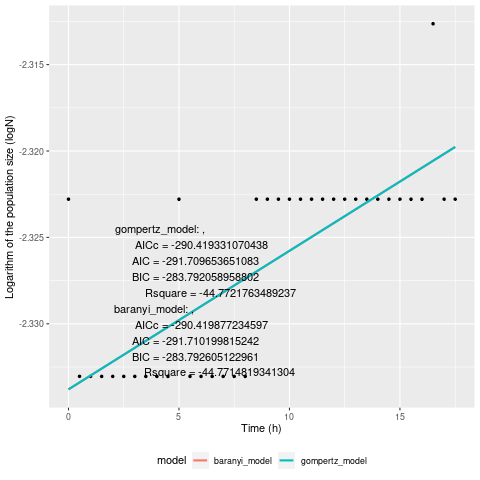 Logarithm of the population size (logN)
-2.315
-2.320
-2.325
-2.330
gompertz_model: ,
AICc = -290.419331070438
AIC = -291.709653651083
BIC = -283.792058958802
Rsquare = -44.7721763489237
baranyi_model: ,
AICc = -290.419877234597
AIC = -291.710199815242
BIC = -283.792605122961
Rsquare = -44.7714819341304
0 5 10 15
Time (h)
model baranyi_model gompertz_model